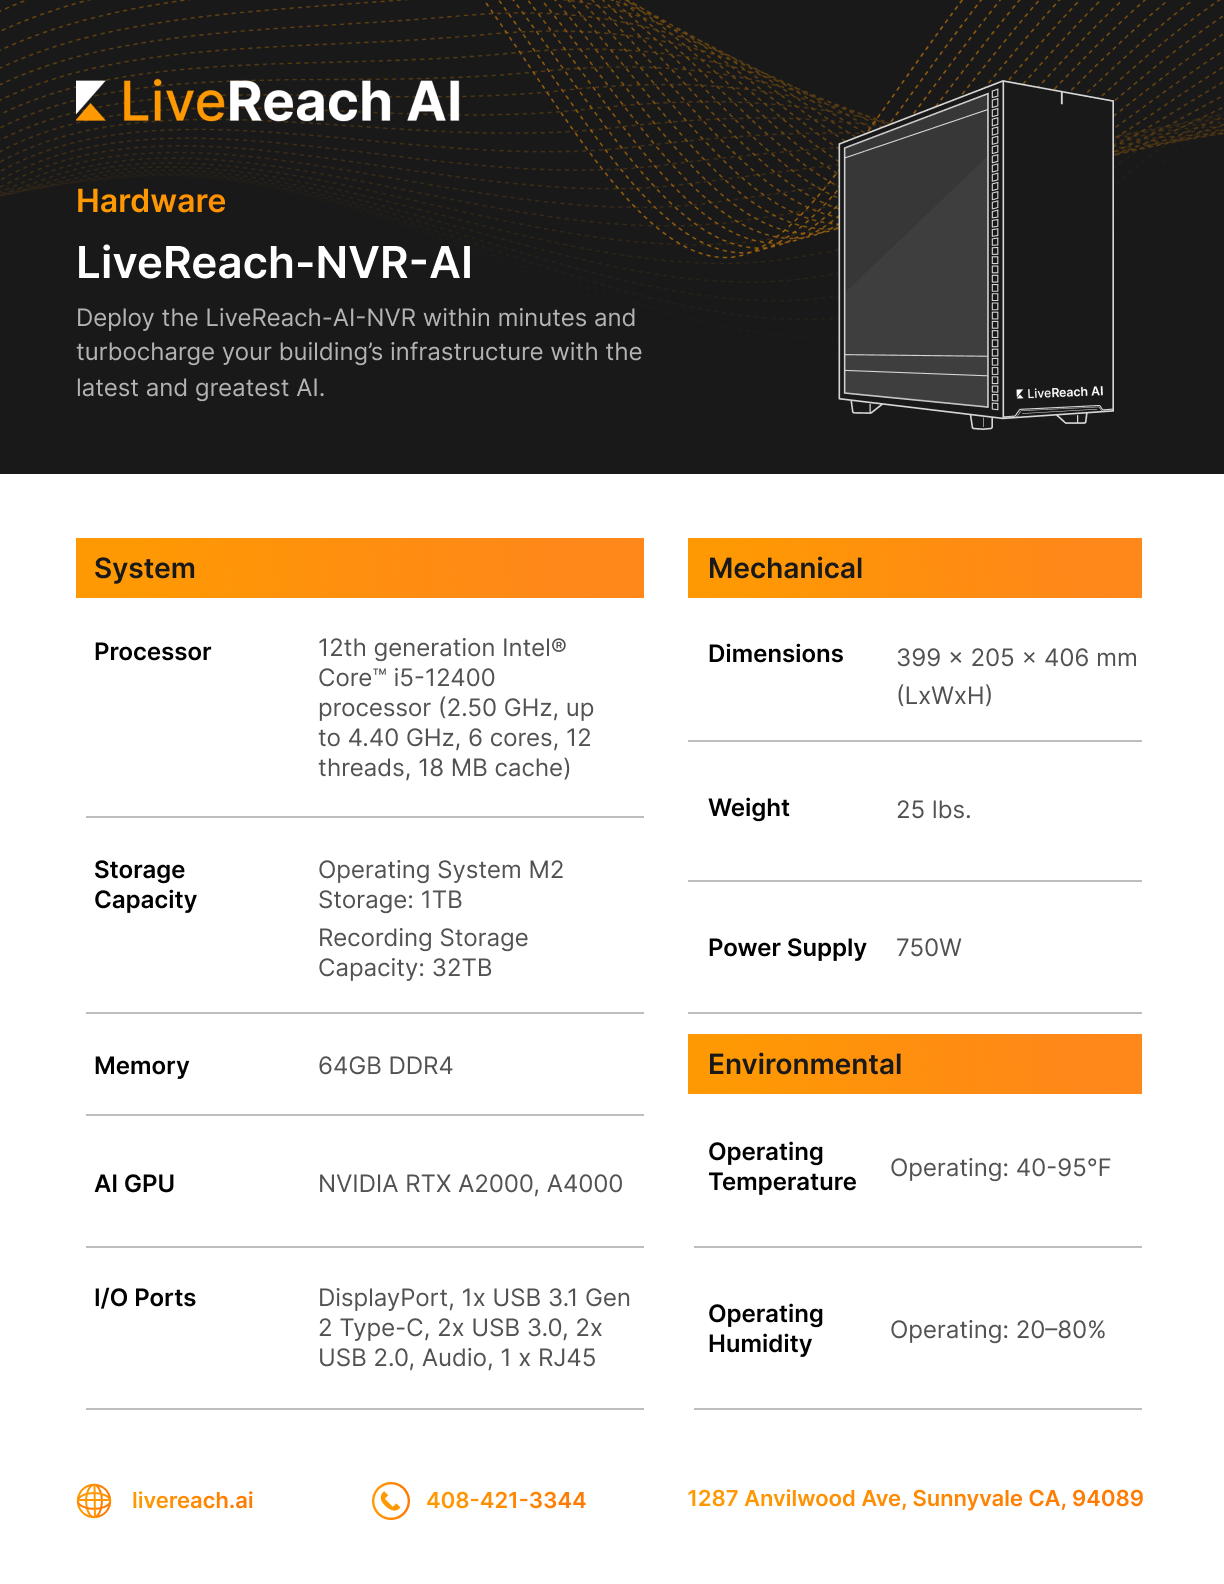 LiveReach AI
Hardware
LiveReach-NVR-AI
Deploy the LiveReach-AI-NVR within minutes and
turbocharge your building’s infrastructure with the
latest and greatest AI.
LiveReach AI
System
Processor
12th generation Intel®
Core™ i5-12400
processor (2.50 GHz, up
to 4.40 GHz, 6 cores, 12
threads, 18 MB cache)
Storage
Capacity
Operating System M2
Storage: 1TB
Recording Storage
Capacity: 32TB
Memory
64GB DDR4
AI GPU
NVIDIA RTX A2000, A4000
I/O Ports
DisplayPort, 1x USB 3.1 Gen
2 Type-C, 2x USB 3.0, 2x
USB 2.0, Audio, 1 x RJ45
Mechanical
Dimensions
399 × 205 × 406 mm
(LxWxH)
Weight
25 lbs.
Power Supply
750W
Environmental
Operating
Temperature
Operating: 40-95°F
Operating
Humidity
Operating: 20–80%
livereach.ai
408-421-3344
1287 Anvilwood Ave, Sunnyvale CA, 94089